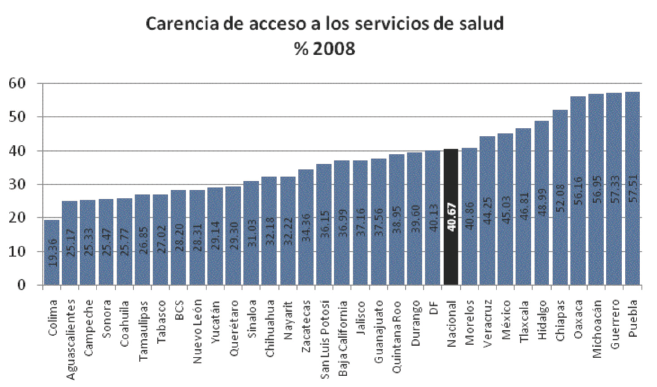 Carencia de acceso a los servicios de salud
% 2008
60
50
40
30
20
10
0
19.36
25.17
25.33
25.47
25.77
26.85
27.02
28.20
28.31
29.14
29.30
31.03
32.18
32.22
34.36
36.15
36.99
37.16
37.56
38.95
39.60
40.13
40.67
40.86
44.25
45.03
46.81
48.99
52.08
56.16
56.95
57.33
57.51
Colima
Aguascalientes
Campeche
Sonora
Coahuila
Tamaulipas
Tabasco
BCS
Nuevo León
Yucatán
Querétaro
Sinaloa
Chihuahua
Nayarit
Zacatecas
San Luis Potosi
Baja California
Jalisco
Guanajuato
Quintana Roo
Durango
DF
Nacional
Morelos
Veracruz
México
Tlaxcala
Hidalgo
Chiapas
Oaxaca
Michoacán
Guerrero
Puebla